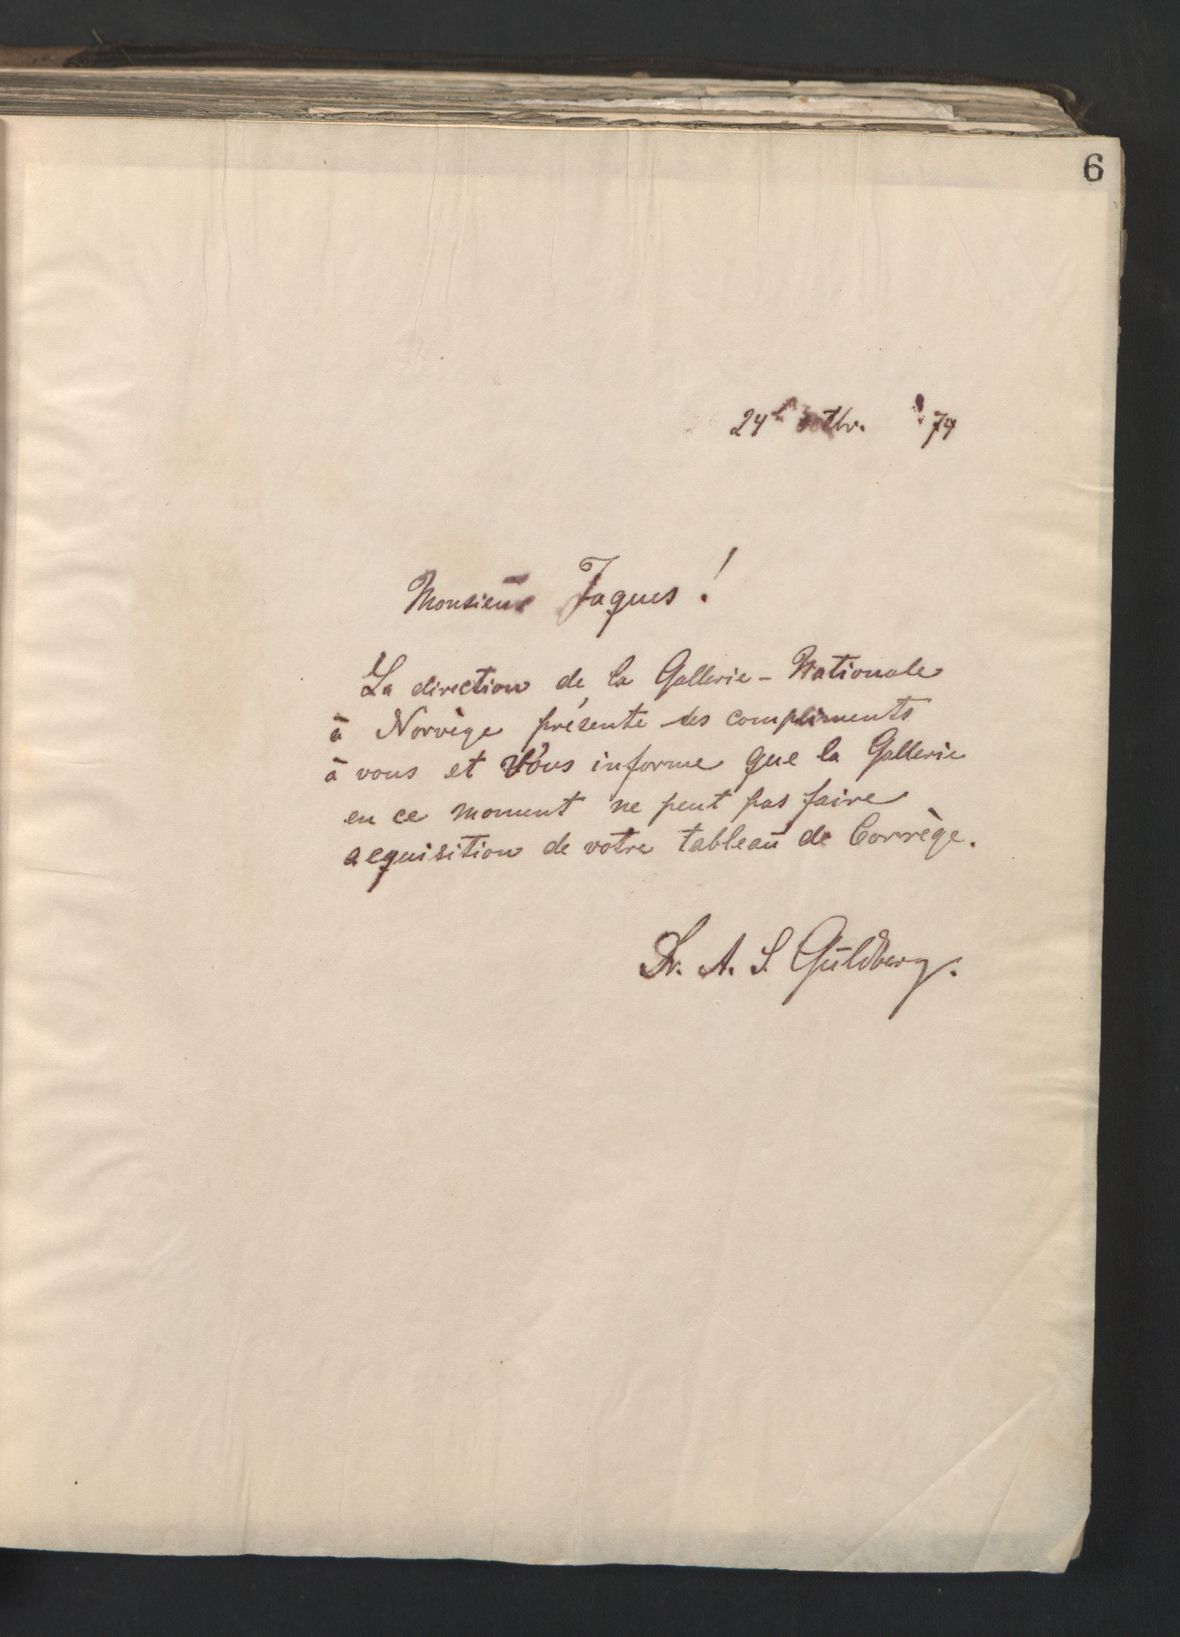 6
24 Octbr. 79
Monsieur Jaques!
La direction de la Gallerie - Nationale
à Norvège présente ses compliments
à vous et Vous informe que la Gallerie
en ce moment ne peut pas faire
acquisition de votre tableau de Corrège.
Dr. A. S. Guldberg.